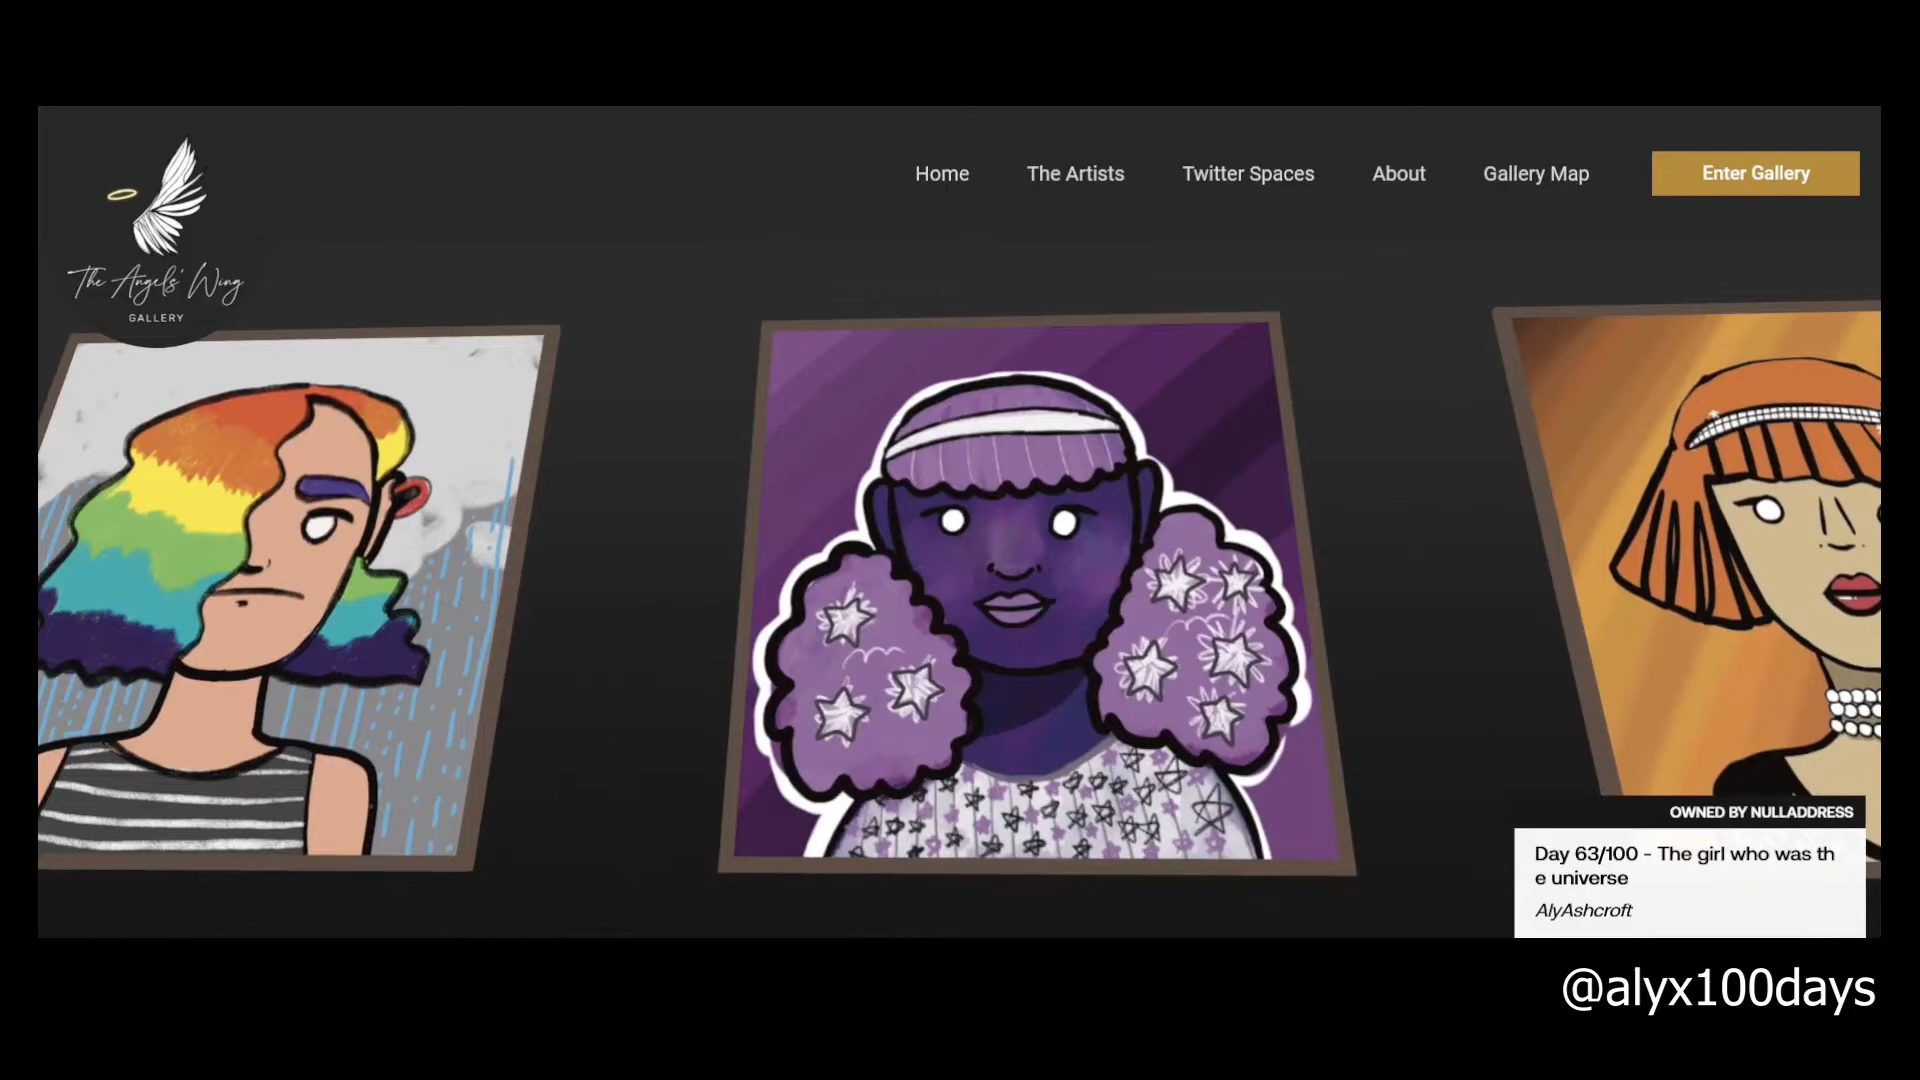 The Angels' Wing
GALLERY
Home
The Artists
Twitter Spaces
About
Gallery Map
Enter Gallery
OWNED BY NULLADDRESS
Day 63/100 - The girl who was th
e universe
AlyAshcroft
@alyx100days